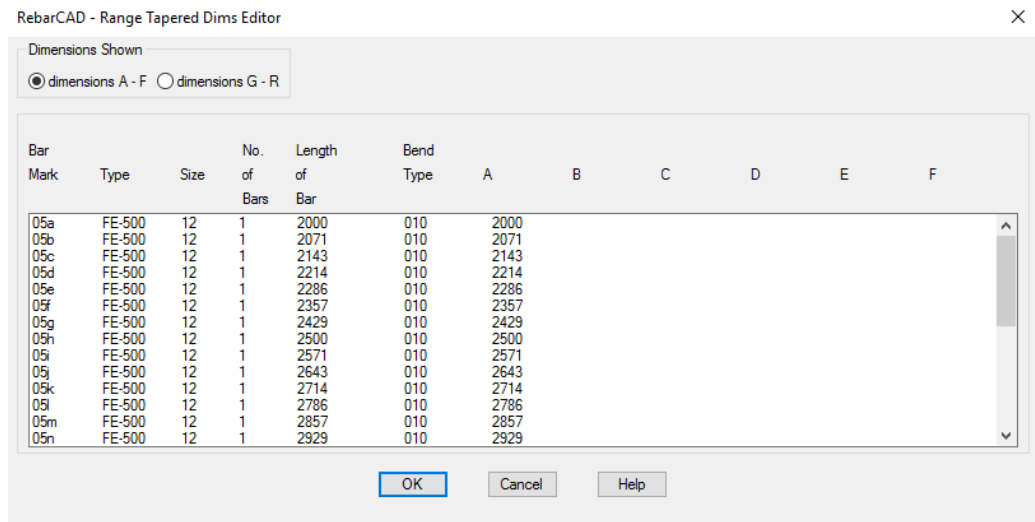 RebarCAD - Range Tapered Dims Editor
Dimensions Shown
dimensions A - F dimensions G - R
Bar No. Length Bend
Mark Type Size of of Type A B C D E F
Bars Bar
05a FE-500 12 1 2000 010 2000
05b FE-500 12 1 2071 010 2071
05c FE-500 12 1 2143 010 2143
05d FE-500 12 1 2214 010 2214
05e FE-500 12 1 2286 010 2286
05f FE-500 12 1 2357 010 2357
05g FE-500 12 1 2429 010 2429
05h FE-500 12 1 2500 010 2500
05i FE-500 12 1 2571 010 2571
05j FE-500 12 1 2643 010 2643
05k FE-500 12 1 2714 010 2714
05l FE-500 12 1 2786 010 2786
05m FE-500 12 1 2857 010 2857
05n FE-500 12 1 2929 010 2929
OK Cancel Help